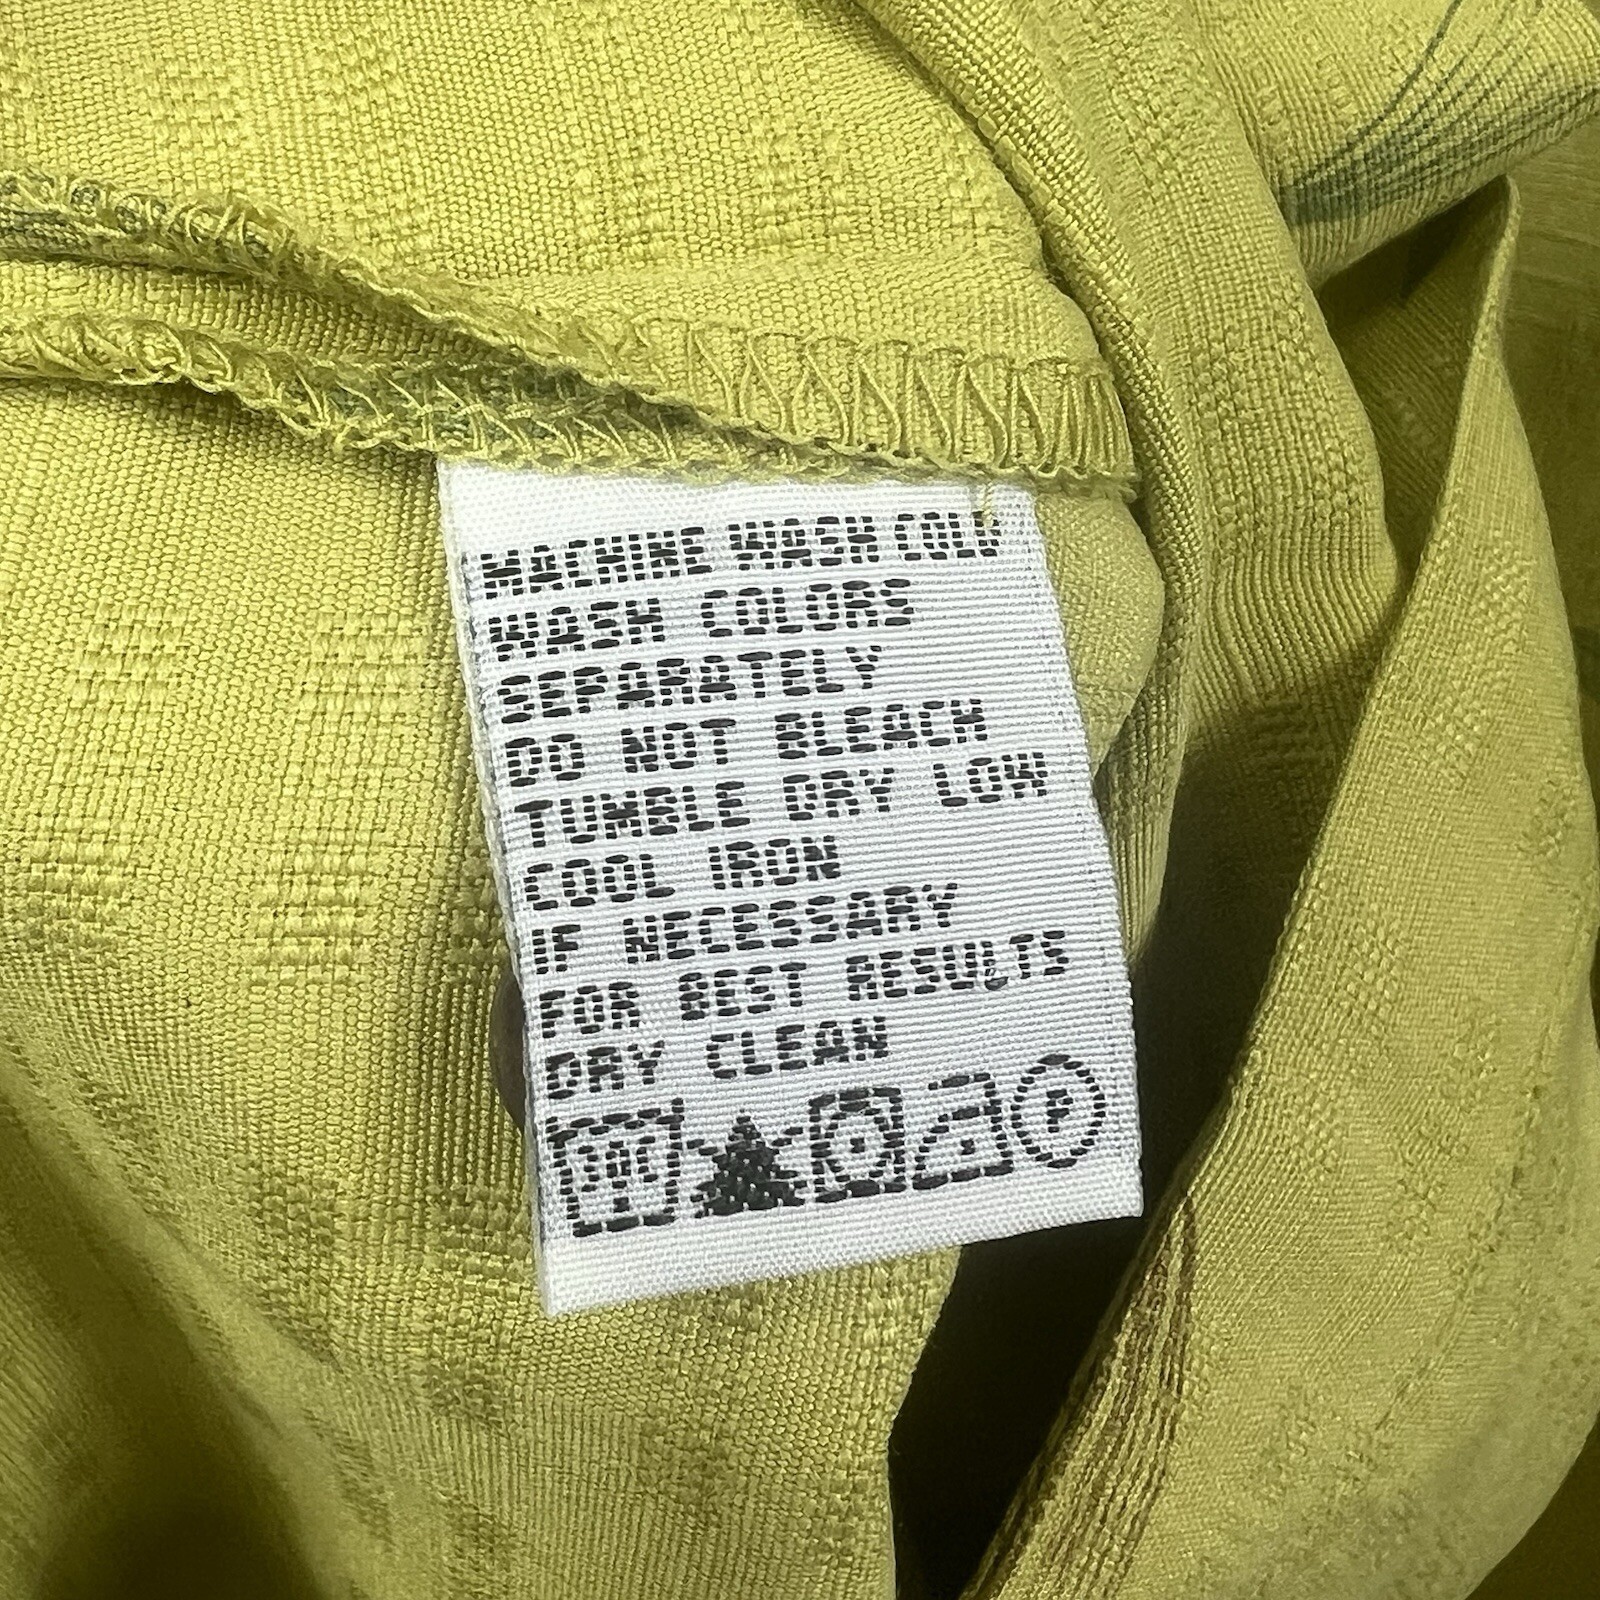 MACHINE WASH COLD
WASH COLORS
SEPARATELY
DO NOT BLEACH
TUMBLE DRY LOW
COOL IRON
IF NECESSARY
FOR BEST RESULTS
DRY CLEAN
P